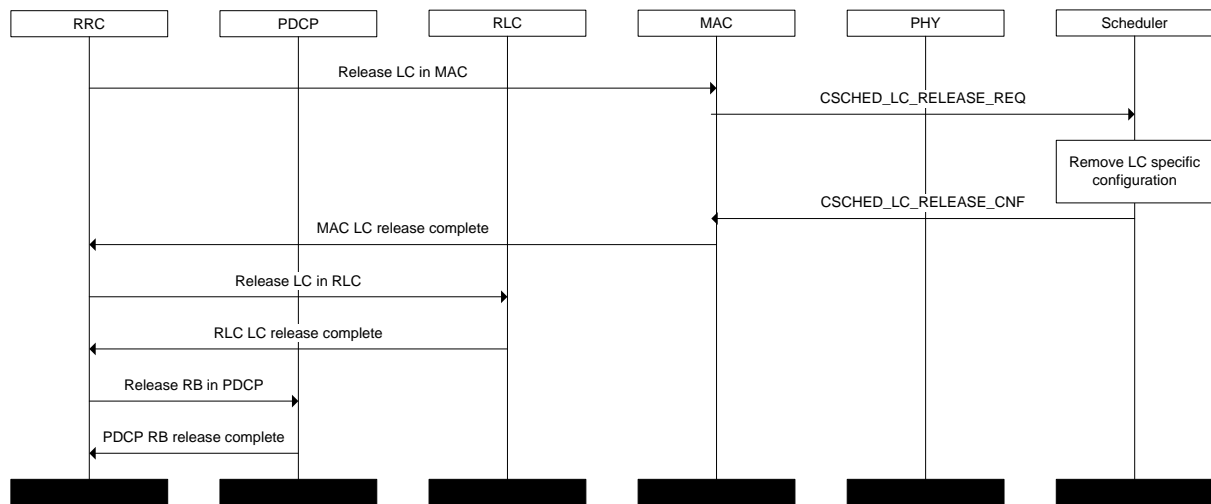 RRC
PDCP
RLC
MAC
PHY
Scheduler
Release LC in MAC
CSCHED_LC_RELEASE_REQ
Remove LC specific
configuration
CSCHED_LC_RELEASE_CNF
MAC LC release complete
Release LC in RLC
RLC LC release complete
Release RB in PDCP
PDCP RB release complete